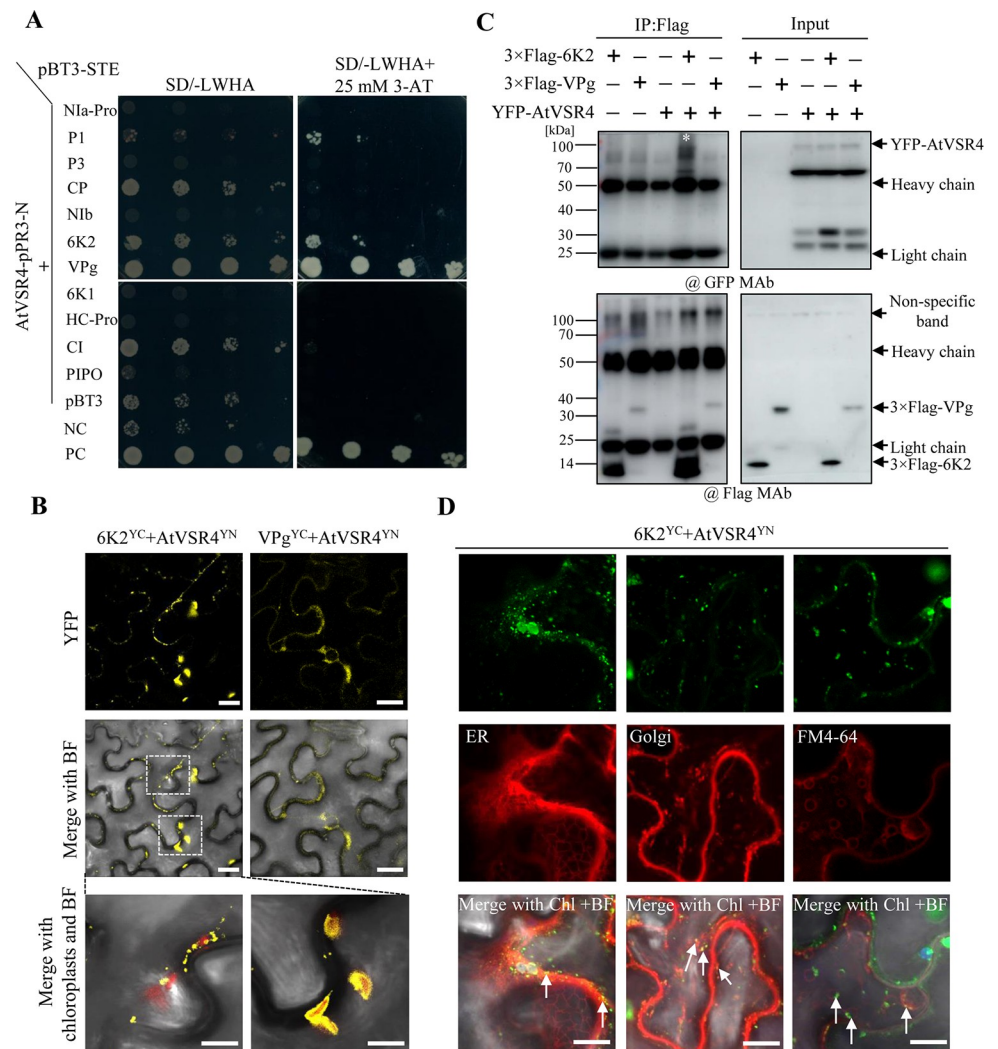 A
pBT3-STE
SD/-LWHA
SD/-LWHA+
25 mM 3-AT
AtVSR4-pPR3-N
+
NIa-Pro
P1
P3
CP
NIb
6K2
VPg
6K1
HC-Pro
CI
PIPO
pBT3
NC
PC
C
IP:Flag
Input
3×Flag-6K2
+ − − + − + − − + −
3×Flag-VPg
− + − − + − + − − +
YFP-AtVSR4
− − + + + − − + + +
[kDa]
100
70
50
40
30
25
*
YFP-AtVSR4
Heavy chain
Light chain
@ GFP MAb
100
70
50
40
30
25
14
Non-specific
band
Heavy chain
3×Flag-VPg
Light chain
3×Flag-6K2
@ Flag MAb
B
6K2YC+AtVSR4YN
VPgYC+AtVSR4YN
YFP
Merge with BF
Merge with
chloroplasts and BF
D
6K2YC+AtVSR4YN
ER
Golgi
FM4-64
Merge with Chl +BF
Merge with Chl +BF
Merge with Chl +BF